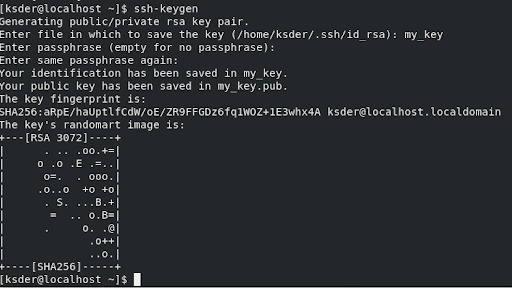 [ksder@localhost ~]$ ssh-keygen
Generating public/private rsa key pair.
Enter file in which to save the key (/home/ksder/.ssh/id_rsa): my_key
Enter passphrase (empty for no passphrase):
Enter same passphrase again:
Your identification has been saved in my_key.
Your public key has been saved in my_key.pub.
The key fingerprint is:
SHA256:aRpE/haUptlfCdW/oE/ZR9FFGDz6fq1WOZ+1E3whx4A ksder@localhost.localdomain
The key's randomart image is:
+---[RSA 3072]----+
|      . .. .oo.+=|
|     o .o .E .=..|
|      o=.  . ooo.|
|     .o..o  +o +o|
|      . S. ...B.+|
|       =  .. o.B=|
|      .     o. .@|
|             .o++|
|             ..o.|
+----[SHA256]-----+
[ksder@localhost ~]$